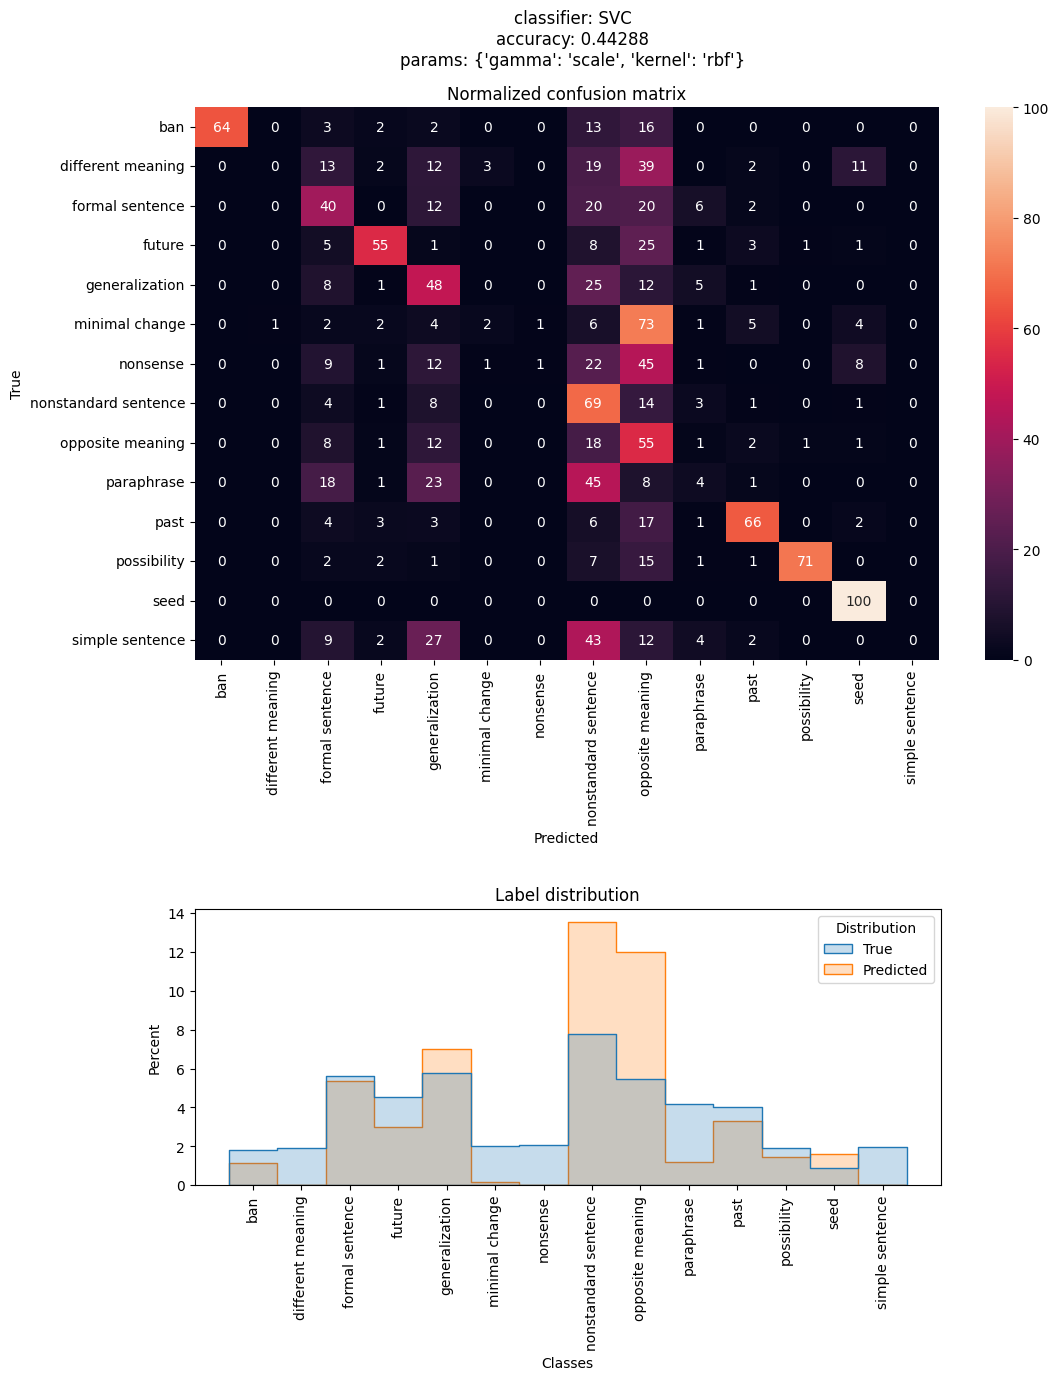 classifier: SVC
accuracy: 0.44288
params: {'gamma': 'scale', 'kernel': 'rbf'}
Normalized confusion matrix
True
ban 64 0 3 2 2 0 0 13 16 0 0 0 0 0
different meaning 0 0 13 2 12 3 0 19 39 0 2 0 11 0
formal sentence 0 0 40 0 12 0 0 20 20 6 2 0 0 0
future 0 0 5 55 1 0 0 8 25 1 3 1 1 0
generalization 0 0 8 1 48 0 0 25 12 5 1 0 0 0
minimal change 0 1 2 2 4 2 1 6 73 1 5 0 4 0
nonsense 0 0 9 1 12 1 1 22 45 1 0 0 8 0
nonstandard sentence 0 0 4 1 8 0 0 69 14 3 1 0 1 0
opposite meaning 0 0 8 1 12 0 0 18 55 1 2 1 1 0
paraphrase 0 0 18 1 23 0 0 45 8 4 1 0 0 0
past 0 0 4 3 3 0 0 6 17 1 66 0 2 0
possibility 0 0 2 2 1 0 0 7 15 1 1 71 0 0
seed 0 0 0 0 0 0 0 0 0 0 0 0 100 0
simple sentence 0 0 9 2 27 0 0 43 12 4 2 0 0 0
ban
different meaning
formal sentence
future
generalization
minimal change
nonsense
nonstandard sentence
opposite meaning
paraphrase
past
possibility
seed
simple sentence
Predicted
100
80
60
40
20
0
Label distribution
Percent
14
12
10
8
6
4
2
0
Distribution
True
Predicted
ban
different meaning
formal sentence
future
generalization
minimal change
nonsense
nonstandard sentence
opposite meaning
paraphrase
past
possibility
seed
simple sentence
Classes